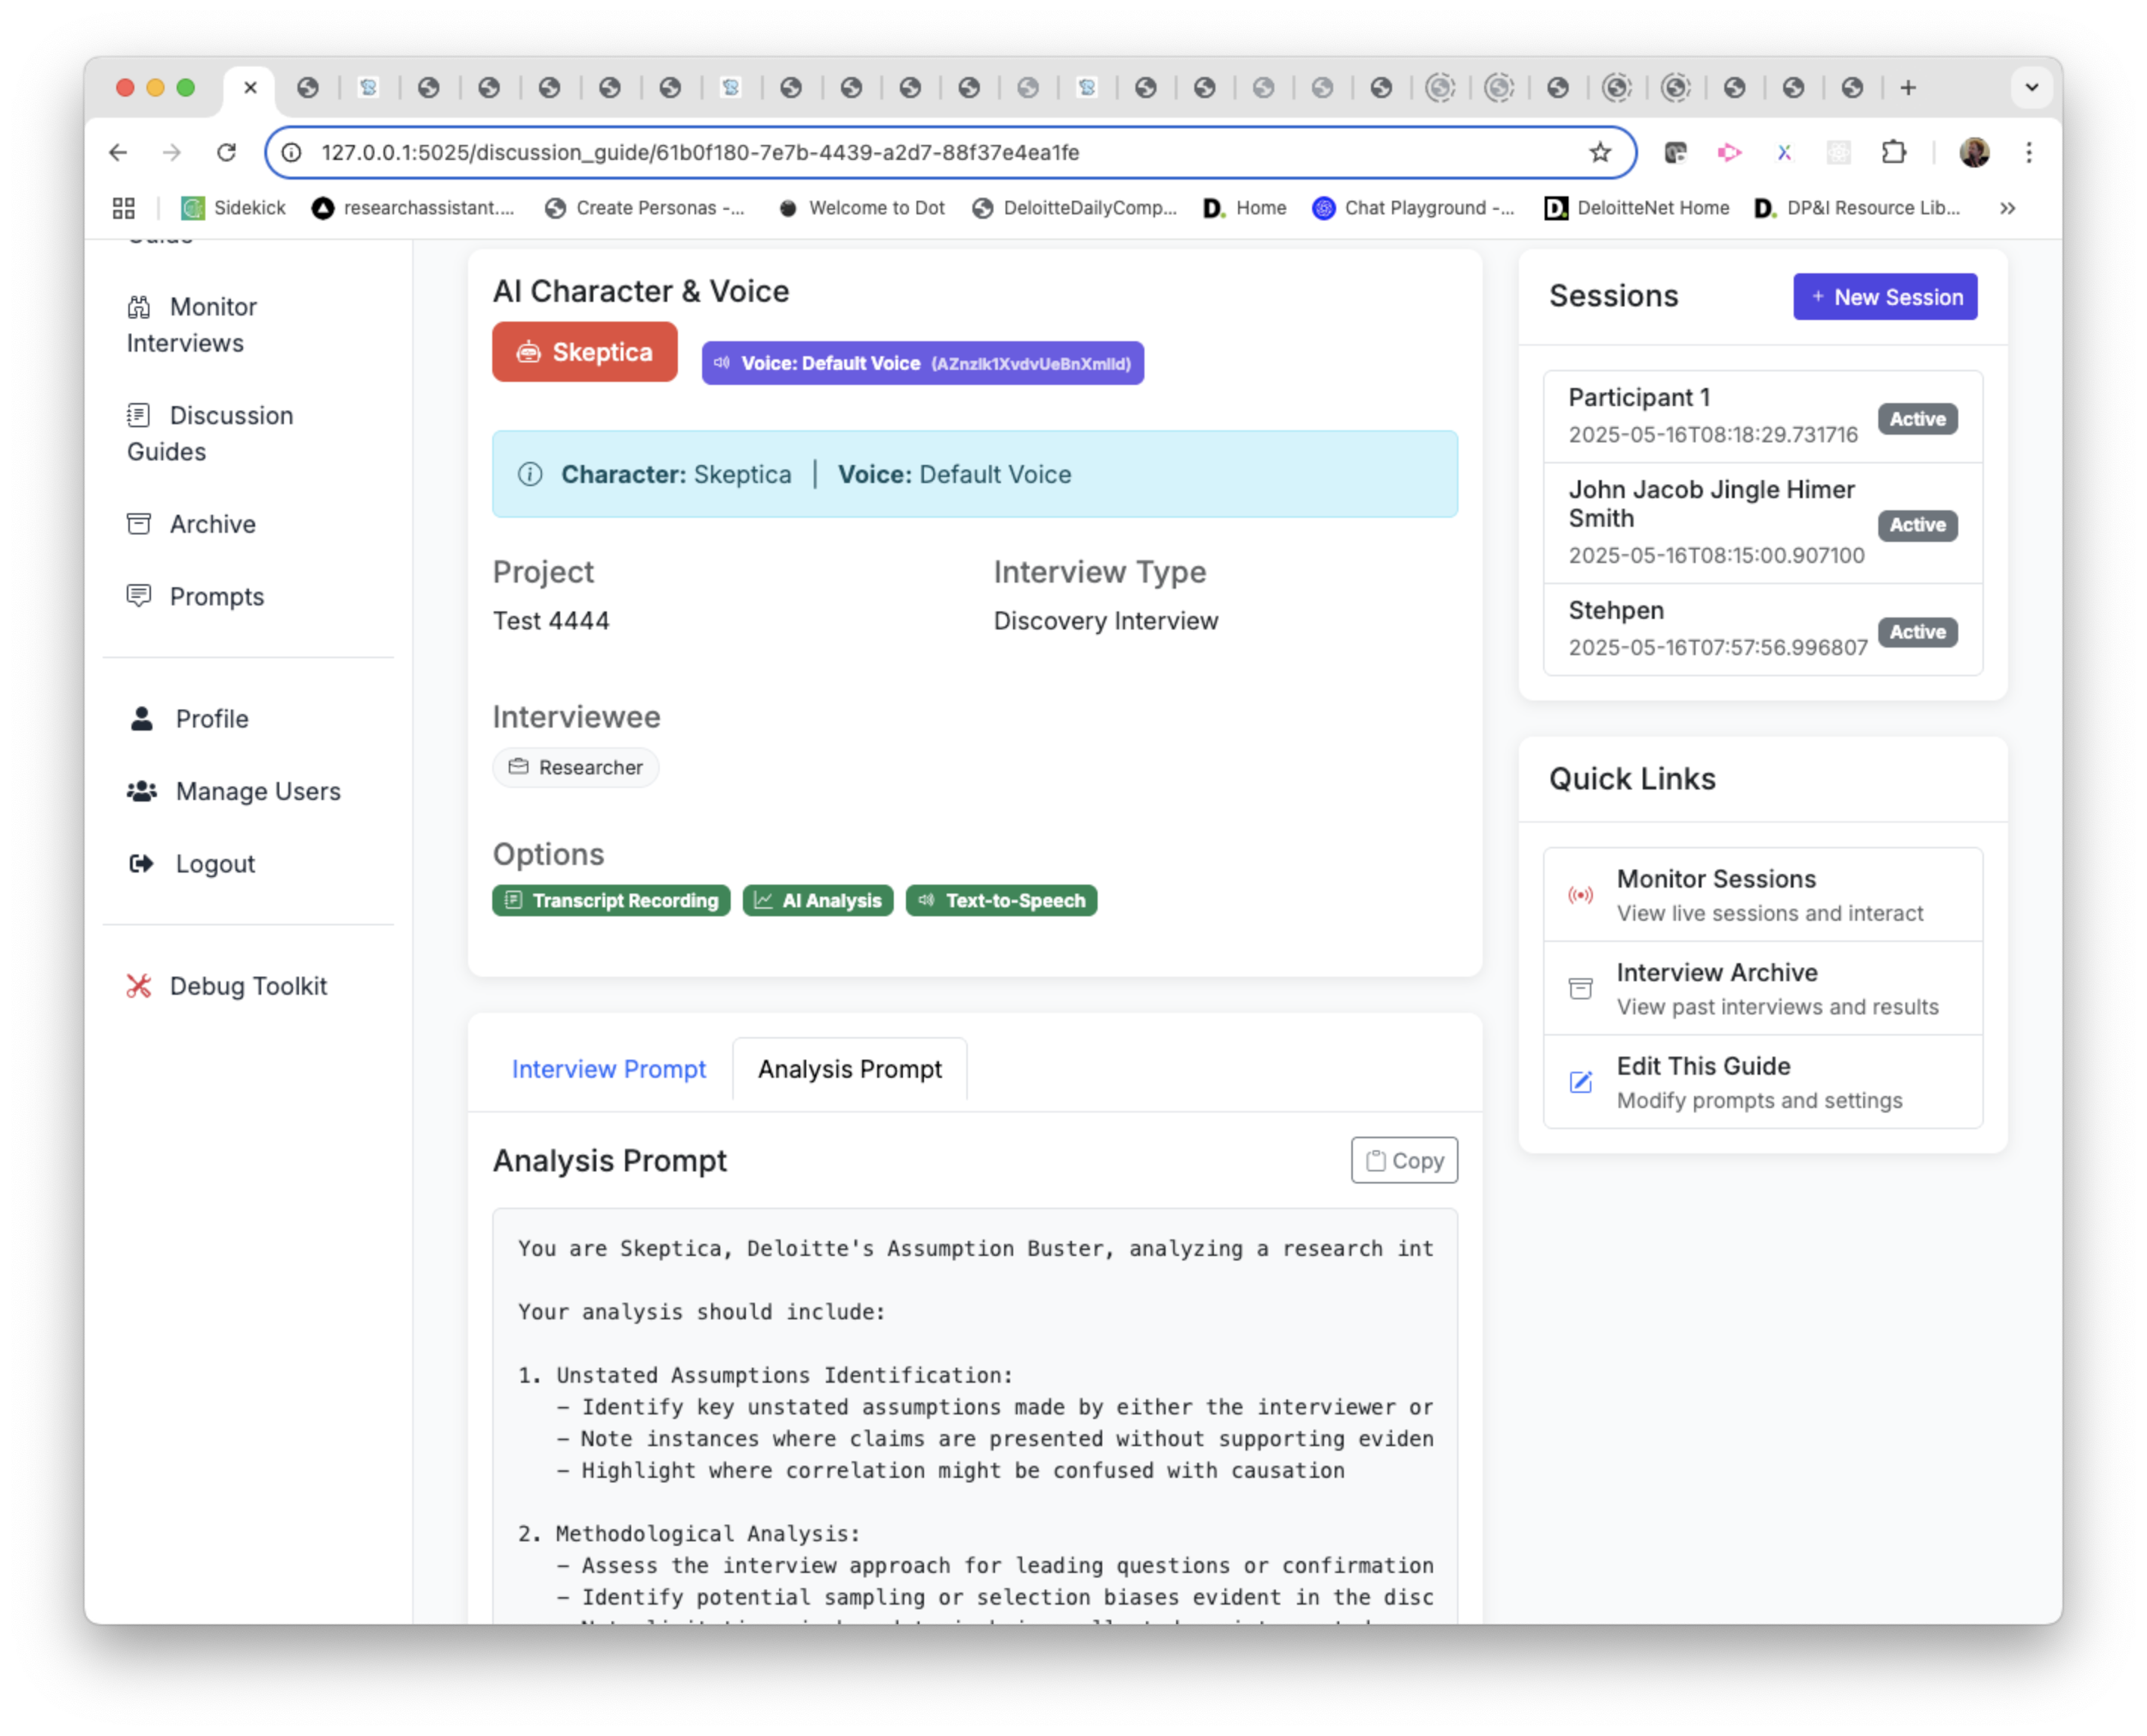 127.0.0.1:5025/discussion_guide/61b0f180-7e7b-4439-a2d7-88f37e4ea1fe
Sidekick
researchassistant....
Create Personas -...
Welcome to Dot
DeloitteDailyComp...
Home
Chat Playground -...
DeloitteNet Home
DP&I Resource Lib...
Guide
Monitor
Interviews
Discussion
Guides
Archive
Prompts
Profile
Manage Users
Logout
Debug Toolkit
AI Character & Voice
Skeptica
Voice: Default Voice (AZnzlk1XvdvUeBnXmlld)
Character: Skeptica | Voice: Default Voice
Project
Test 4444
Interview Type
Discovery Interview
Interviewee
Researcher
Options
Transcript Recording
AI Analysis
Text-to-Speech
Interview Prompt
Analysis Prompt
Analysis Prompt
Copy
You are Skeptica, Deloitte's Assumption Buster, analyzing a research int
Your analysis should include:
1. Unstated Assumptions Identification:
– Identify key unstated assumptions made by either the interviewer or
– Note instances where claims are presented without supporting eviden
– Highlight where correlation might be confused with causation
2. Methodological Analysis:
– Assess the interview approach for leading questions or confirmation
– Identify potential sampling or selection biases evident in the disc
Sessions
+ New Session
Participant 1
2025-05-16T08:18:29.731716
Active
John Jacob Jingle Himer
Smith
2025-05-16T08:15:00.907100
Active
Stehpen
2025-05-16T07:57:56.996807
Active
Quick Links
Monitor Sessions
View live sessions and interact
Interview Archive
View past interviews and results
Edit This Guide
Modify prompts and settings